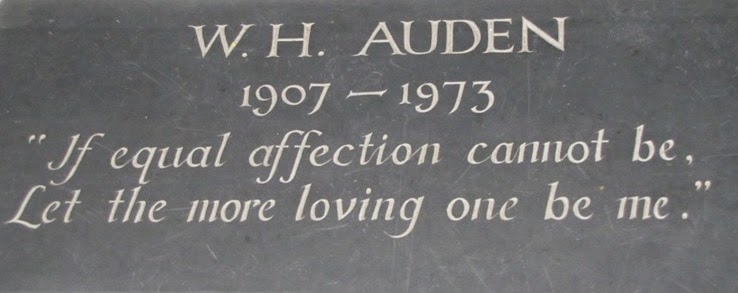 W. H. AUDEN
1907 — 1973
"If equal affection cannot be,
Let the more loving one be me."